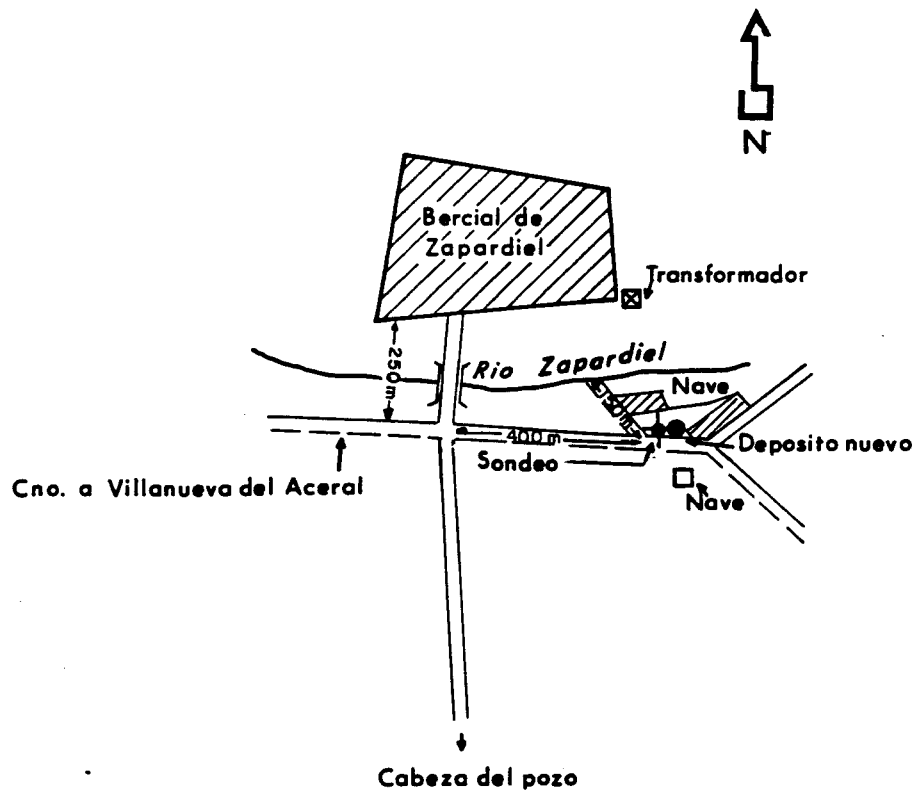 N
Bercial de
Zapardiel
Transformador
250m
Rio Zapardiel
Nave
400 m
Deposito nuevo
Sondeo
Cno. a Villanueva del Aceral
Nave
Cabeza del pozo